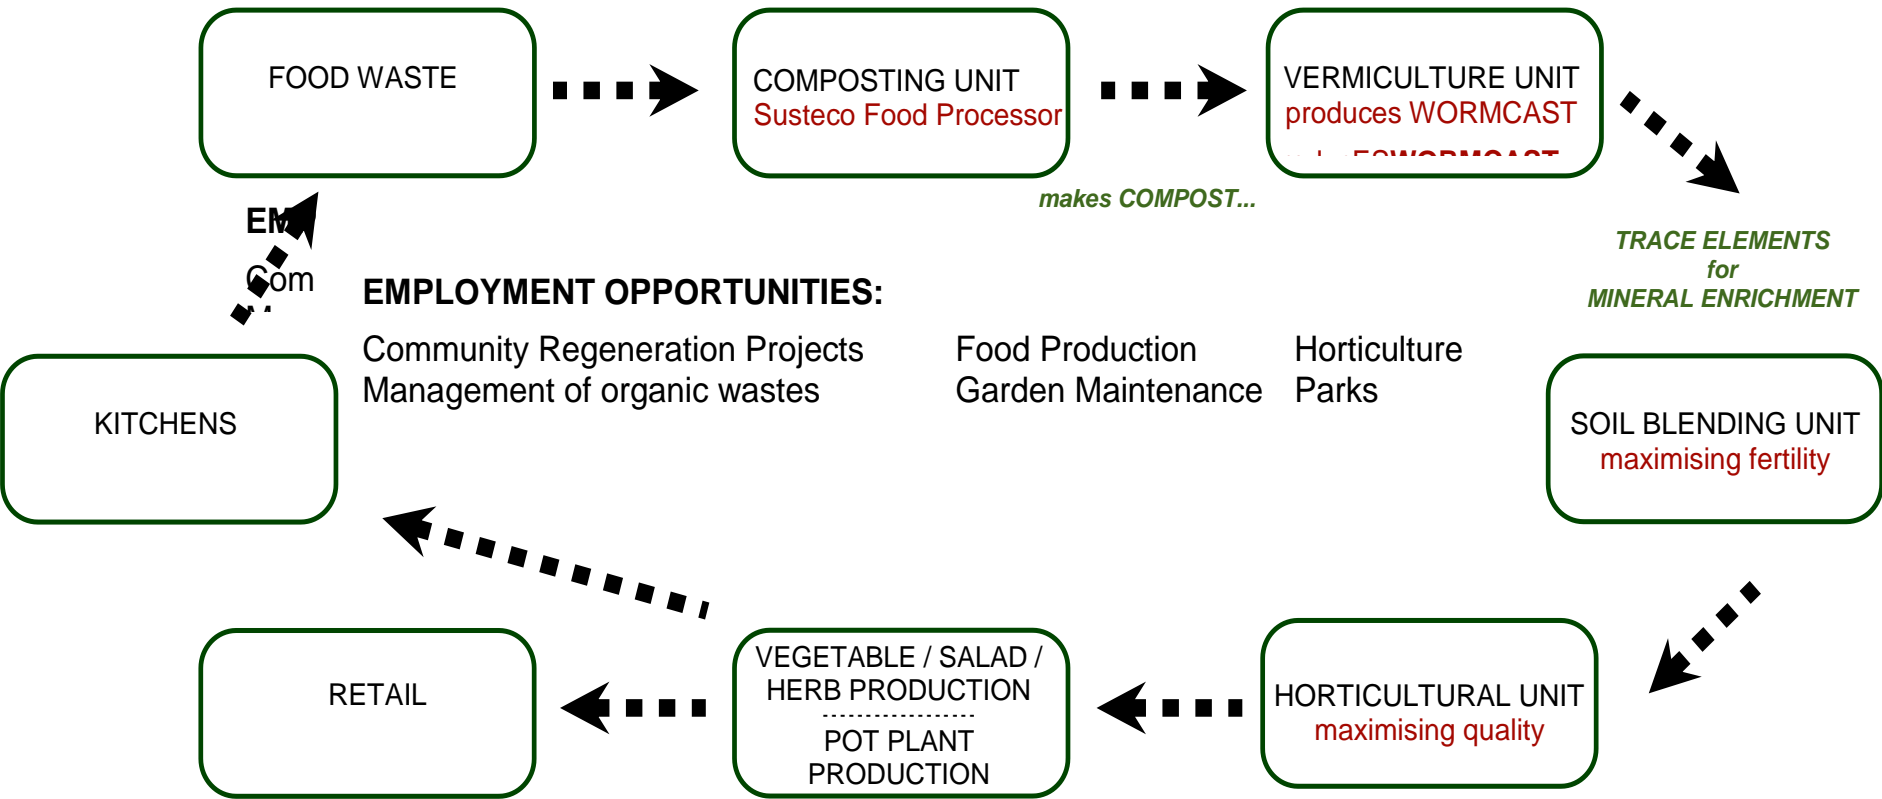 FOOD WASTE
COMPOSTING UNIT
Susteco Food Processor
VERMICULTURE UNIT
produces WORMCAST
makes COMPOST...
TRACE ELEMENTS
for
MINERAL ENRICHMENT
Com
EMPLOYMENT OPPORTUNITIES:
Community Regeneration Projects Food Production Horticulture
Management of organic wastes Garden Maintenance Parks
KITCHENS
SOIL BLENDING UNIT
maximising fertility
RETAIL
VEGETABLE / SALAD /
HERB PRODUCTION
-----------------
POT PLANT
PRODUCTION
HORTICULTURAL UNIT
maximising quality